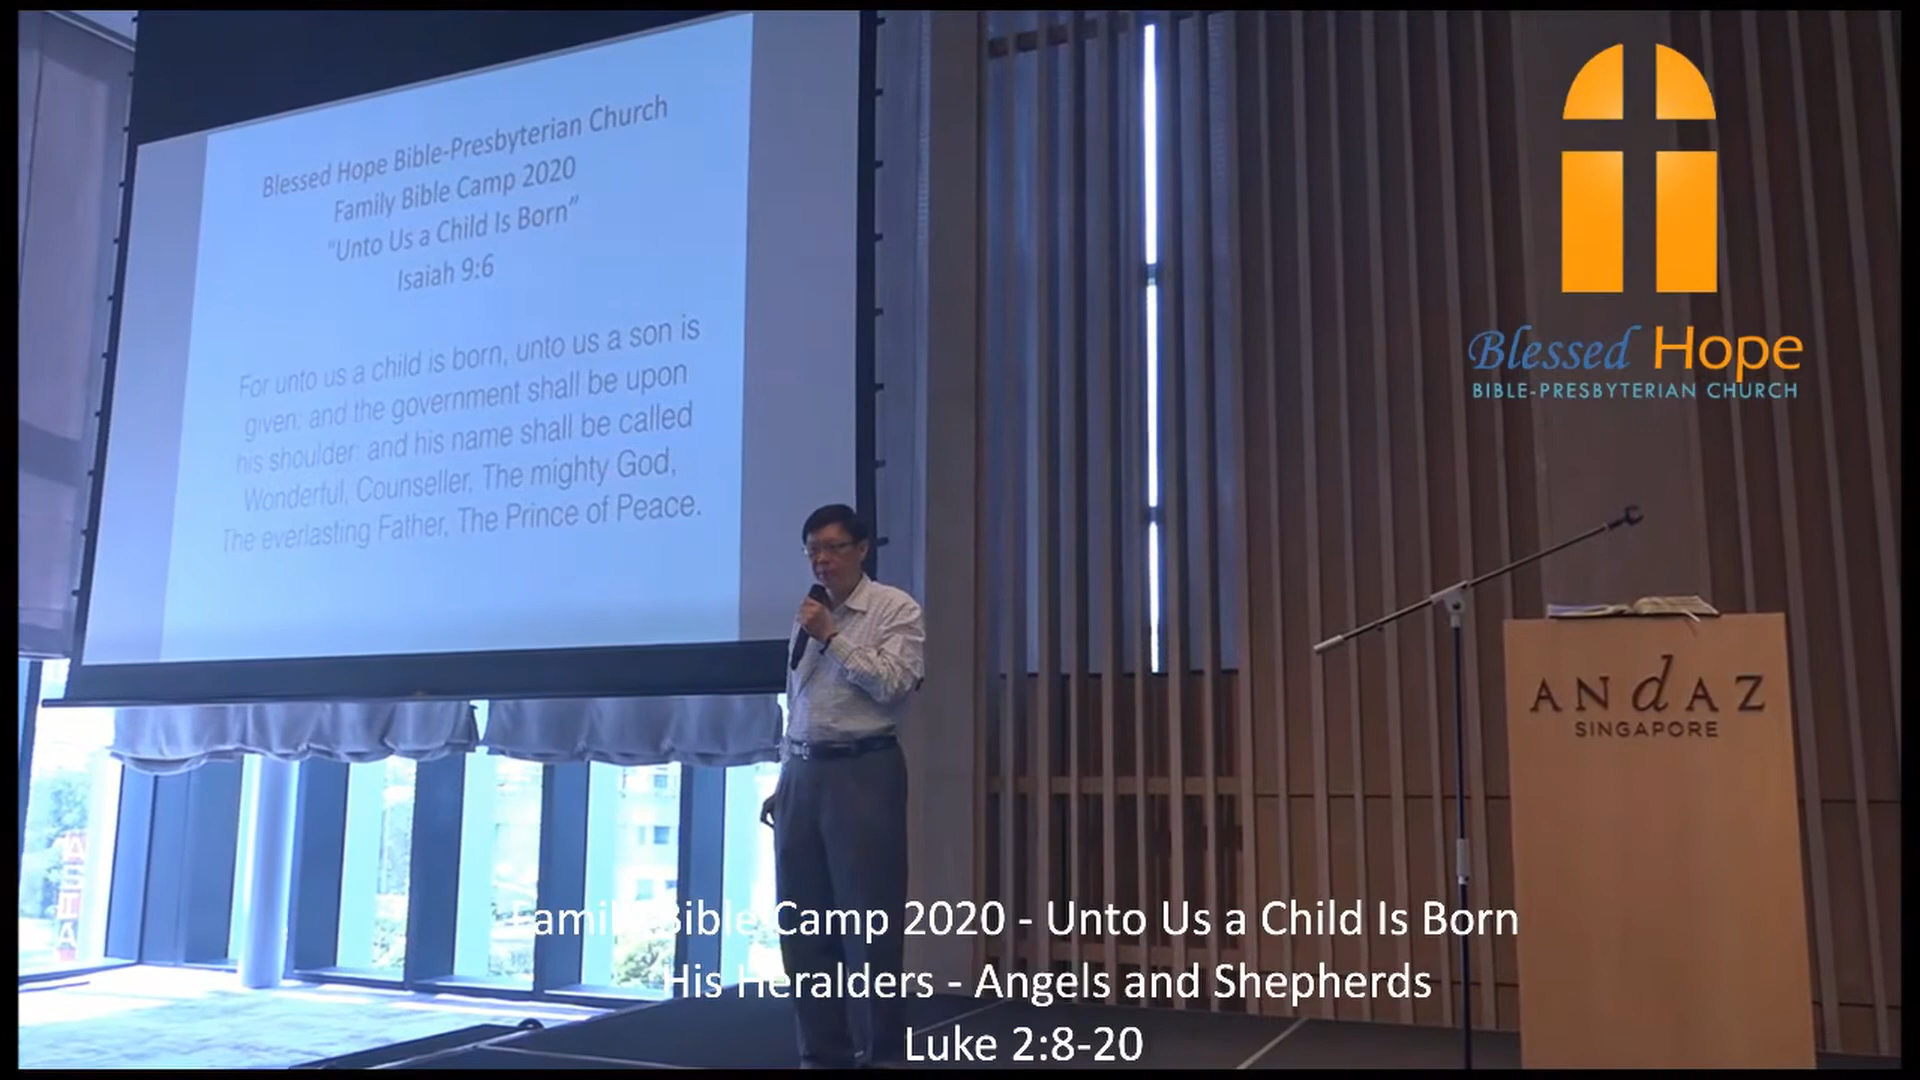 Blessed Hope Bible-Presbyterian Church
Family Bible Camp 2020
“Unto Us a Child Is Born”
Isaiah 9:6
For unto us a child is born, unto us a son is
given: and the government shall be upon
his shoulder: and his name shall be called
Wonderful, Counseller, The mighty God,
The everlasting Father, The Prince of Peace.
Blessed Hope
BIBLE-PRESBYTERIAN CHURCH
ANdAZ
SINGAPORE
ASIA
Family Bible Camp 2020 - Unto Us a Child Is Born
His Heralders - Angels and Shepherds
Luke 2:8-20